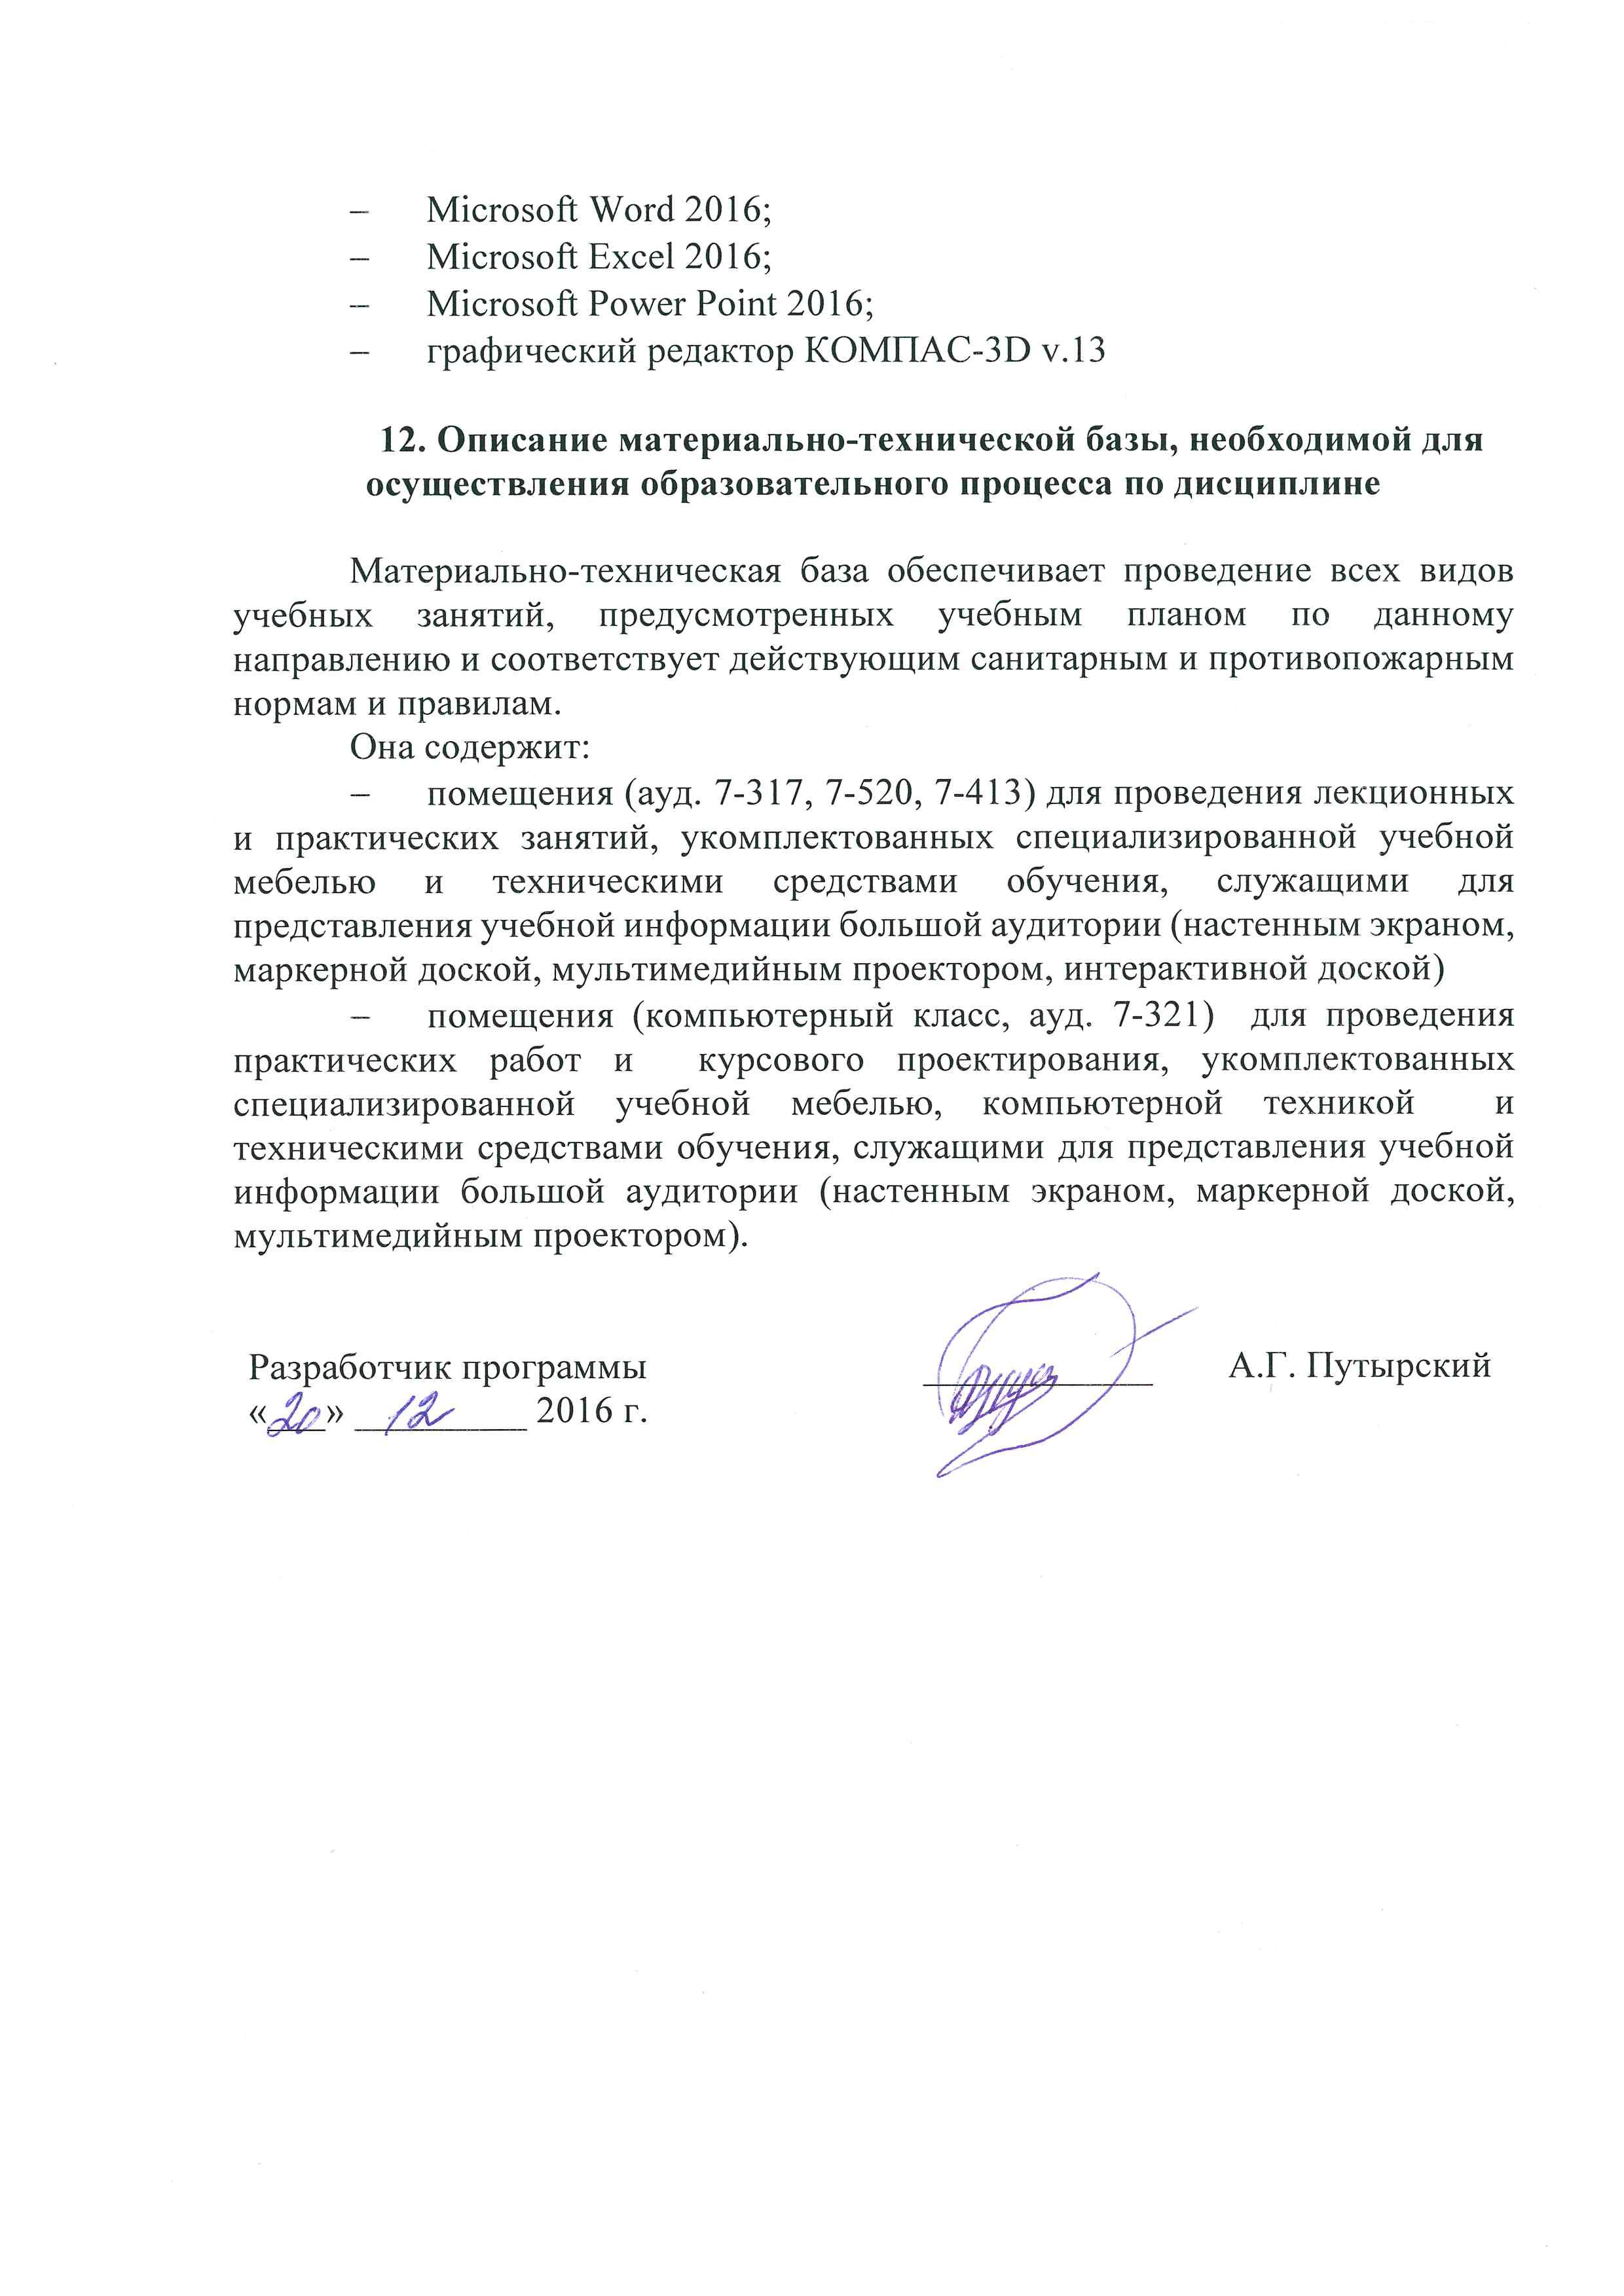 – Microsoft Word 2016;
– Microsoft Excel 2016;
– Microsoft Power Point 2016;
– графический редактор КОМПАС-3D v.13
12. Описание материально-технической базы, необходимой для
осуществления образовательного процесса по дисциплине
Материально-техническая база обеспечивает проведение всех видов
учебных занятий, предусмотренных учебным планом по данному
направлению и соответствует действующим санитарным и противопожарным
нормам и правилам.
Она содержит:
– помещения (ауд. 7-317, 7-520, 7-413) для проведения лекционных
и практических занятий, укомплектованных специализированной учебной
мебелью и техническими средствами обучения, служащими для
представления учебной информации большой аудитории (настенным экраном,
маркерной доской, мультимедийным проектором, интерактивной доской)
– помещения (компьютерный класс, ауд. 7-321) для проведения
практических работ и курсового проектирования, укомплектованных
специализированной учебной мебелью, компьютерной техникой и
техническими средствами обучения, служащими для представления учебной
информации большой аудитории (настенным экраном, маркерной доской,
мультимедийным проектором).
Разработчик программы А.Г. Путырский
«20» 12 2016 г.